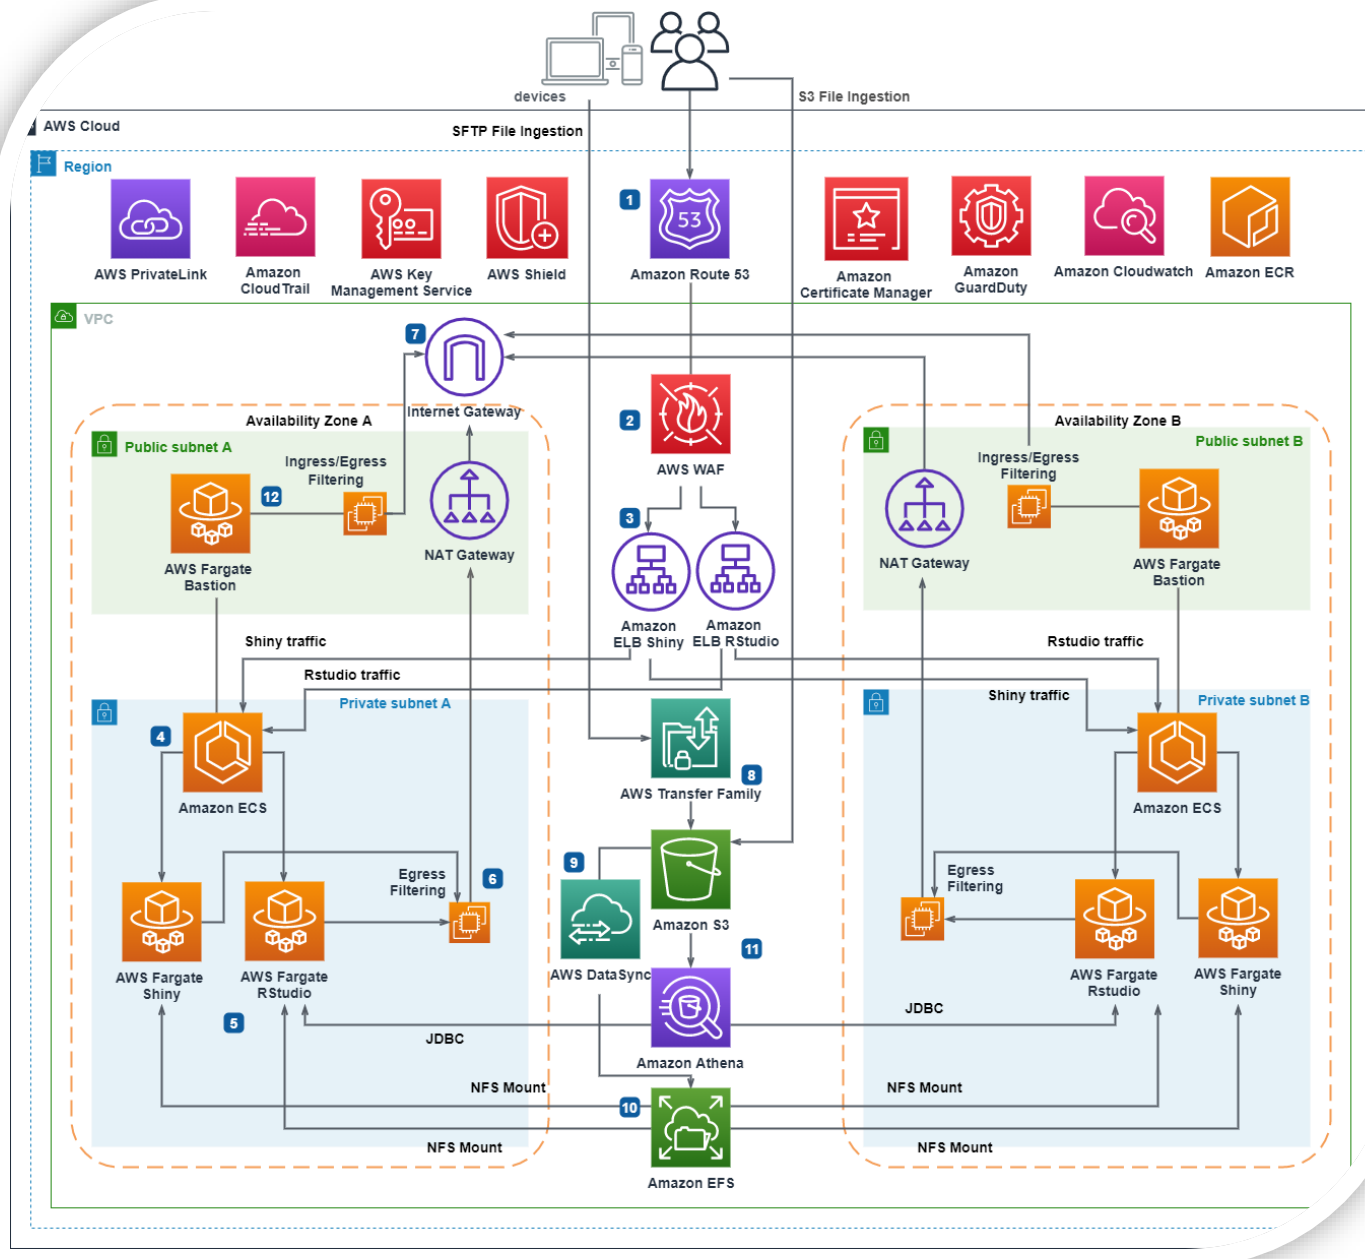 devices
S3 File Ingestion
AWS Cloud
SFTP File Ingestion
Region
1
53
AWS PrivateLink
Amazon
CloudTrail
AWS Key
Management Service
AWS Shield
Amazon Route 53
Amazon
Certificate Manager
Amazon
GuardDuty
Amazon Cloudwatch
Amazon ECR
VPC
7
Internet Gateway
2
AWS WAF
Availability Zone A
Public subnet A
Ingress/Egress
Filtering
12
AWS Fargate
Bastion
NAT Gateway
3
Amazon
ELB Shiny
Amazon
ELB RStudio
Availability Zone B
Public subnet B
Ingress/Egress
Filtering
NAT Gateway
AWS Fargate
Bastion
Shiny traffic
Rstudio traffic
Rstudio traffic
Shiny traffic
Private subnet A
4
Amazon ECS
Egress
Filtering
6
AWS Fargate
Shiny
AWS Fargate
RStudio
5
8
AWS Transfer Family
9
Amazon S3
11
AWS DataSync
Amazon Athena
Private subnet B
Amazon ECS
Egress
Filtering
AWS Fargate
Rstudio
AWS Fargate
Shiny
JDBC
JDBC
NFS Mount
NFS Mount
10
NFS Mount
NFS Mount
Amazon EFS